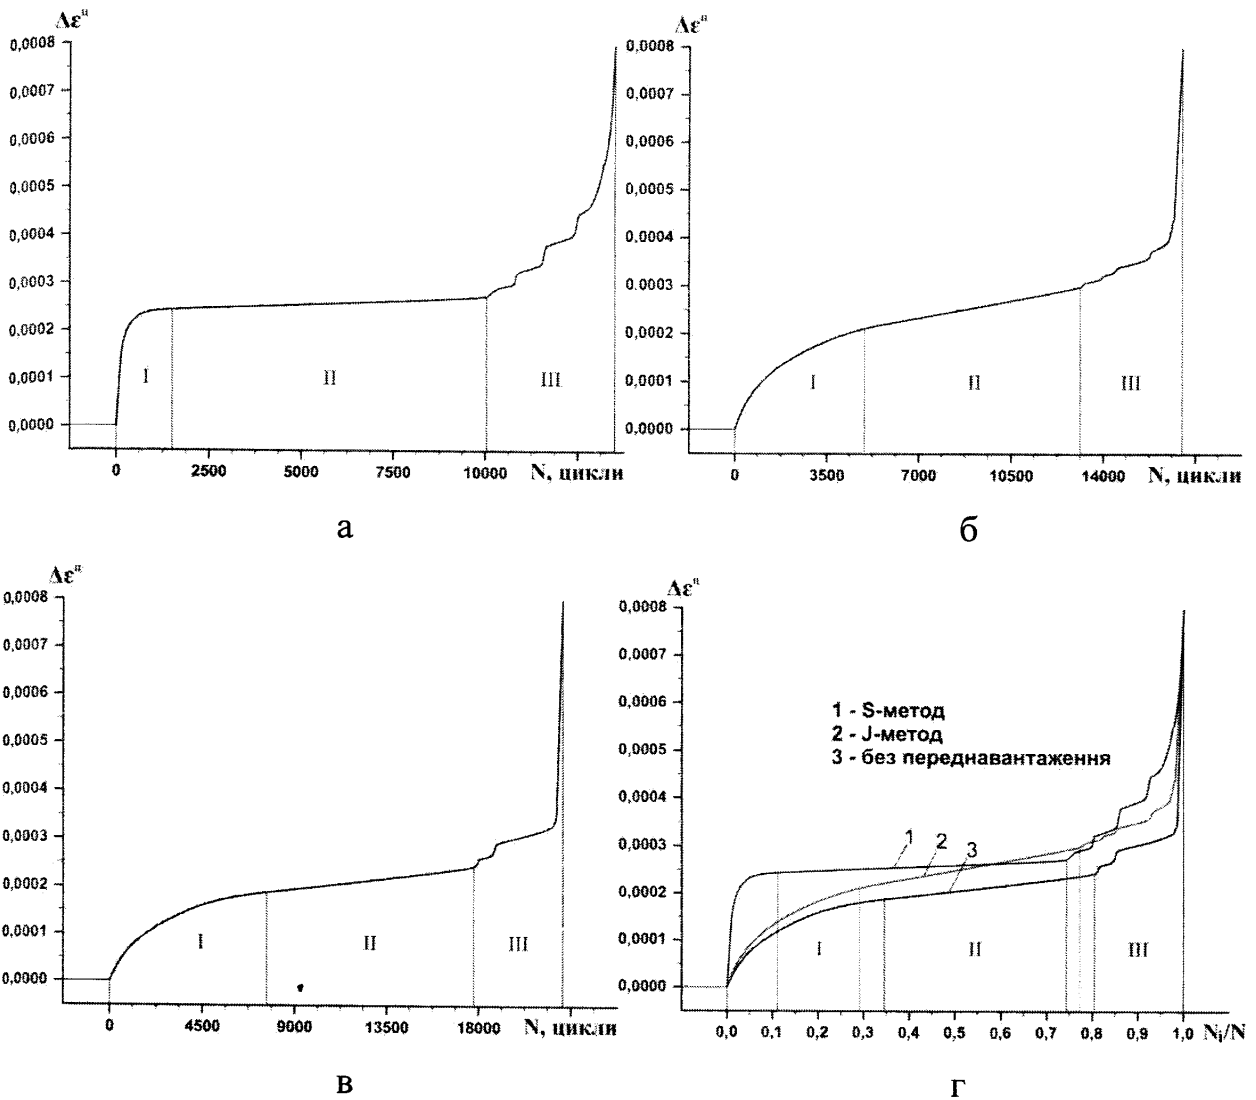 Δεⁿ
0,0008
0,0007
0,0006
0,0005
0,0004
0,0003
0,0002
0,0001
0,0000
I II III
0 2500 5000 7500 10000 N, цикли
а
Δεⁿ
0,0008
0,0007
0,0006
0,0005
0,0004
0,0003
0,0002
0,0001
0,0000
I II III
0 3500 7000 10500 14000 N, цикли
б
Δεⁿ
0,0008
0,0007
0,0006
0,0005
0,0004
0,0003
0,0002
0,0001
0,0000
I II III
0 4500 9000 13500 18000 N, цикли
в
Δεⁿ
0,0008
0,0007
0,0006
0,0005
0,0004
0,0003
0,0002
0,0001
0,0000
1 - S-метод
2 - J-метод
3 - без переднавантаження
1 2 3
I II III
0,0 0,1 0,2 0,3 0,4 0,5 0,6 0,7 0,8 0,9 1,0 Ni/N
г